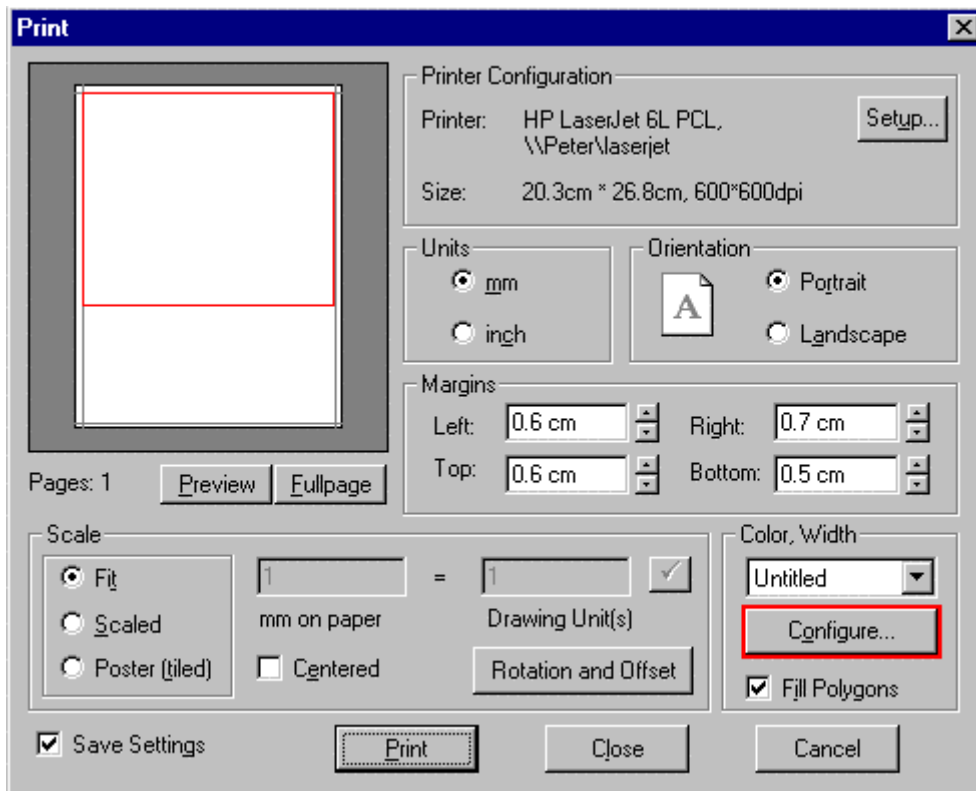 Print
Printer Configuration
Printer: HP LaserJet 6L PCL,
\\Peter\laserjet
Setup...
Size: 20.3cm * 26.8cm, 600*600dpi
Units
mm
inch
Orientation
A
Portrait
Landscape
Margins
Left: 0.6 cm
Right: 0.7 cm
Top: 0.6 cm
Bottom: 0.5 cm
Pages: 1
Preview
Fullpage
Scale
Fit
Scaled
Poster (tiled)
1 = 1
mm on paper
Drawing Unit(s)
Centered
Rotation and Offset
Color, Width
Untitled
Configure...
Fill Polygons
Save Settings
Print
Close
Cancel